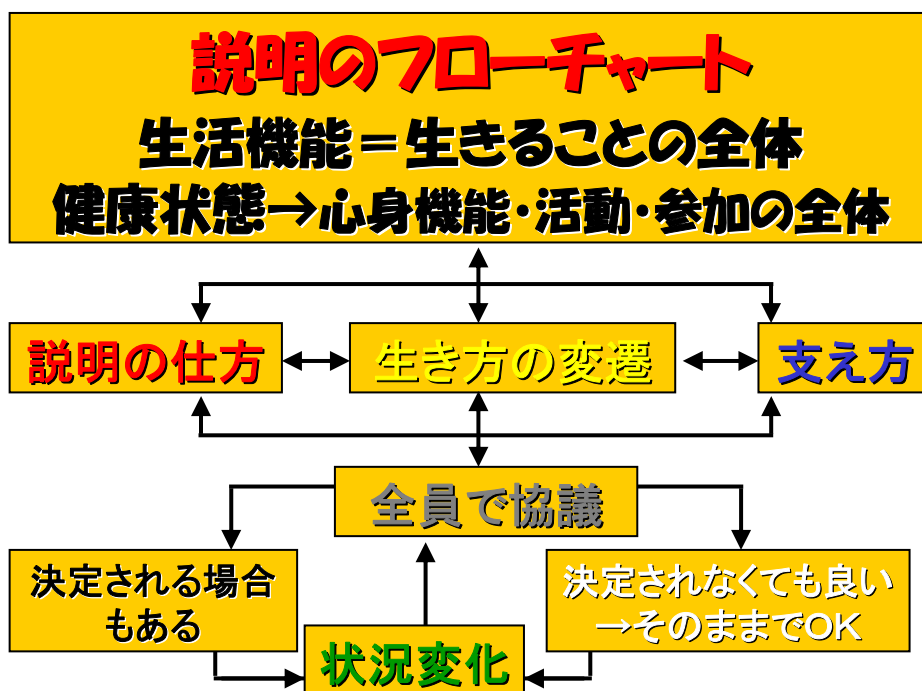 説明のフローチャート
生活機能＝生きることの全体
健康状態→心身機能・活動・参加の全体
説明の仕方
生き方の変遷
支え方
全員で協議
決定される場合
もある
決定されなくても良い
→そのままでOK
状況変化